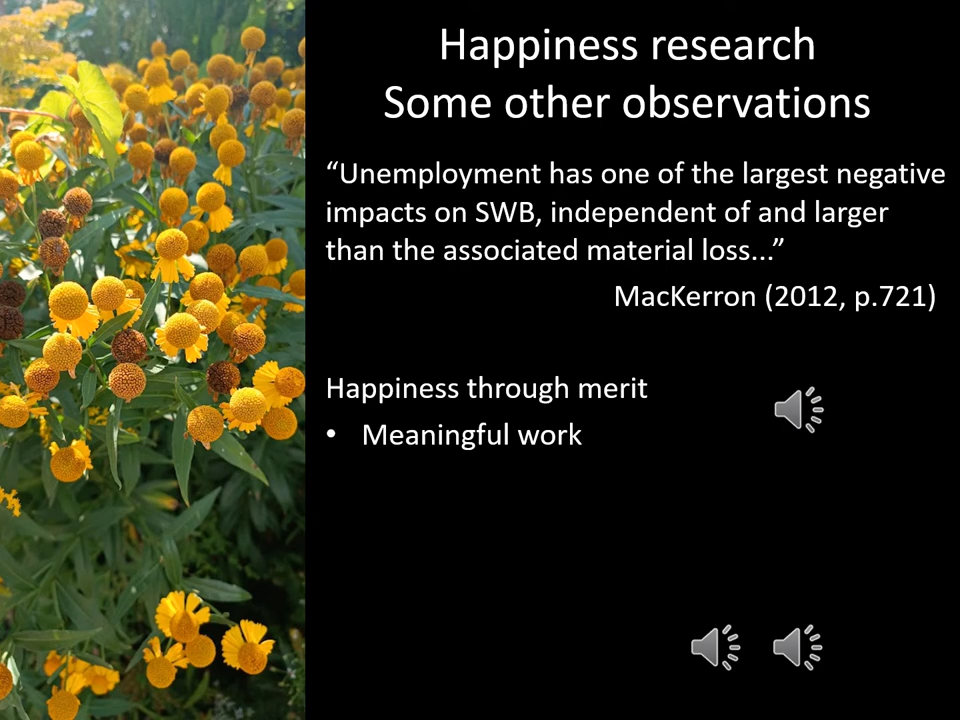 Happiness research
Some other observations
“Unemployment has one of the largest negative
impacts on SWB, independent of and larger
than the associated material loss...”
MacKerron (2012, p.721)
Happiness through merit
• Meaningful work